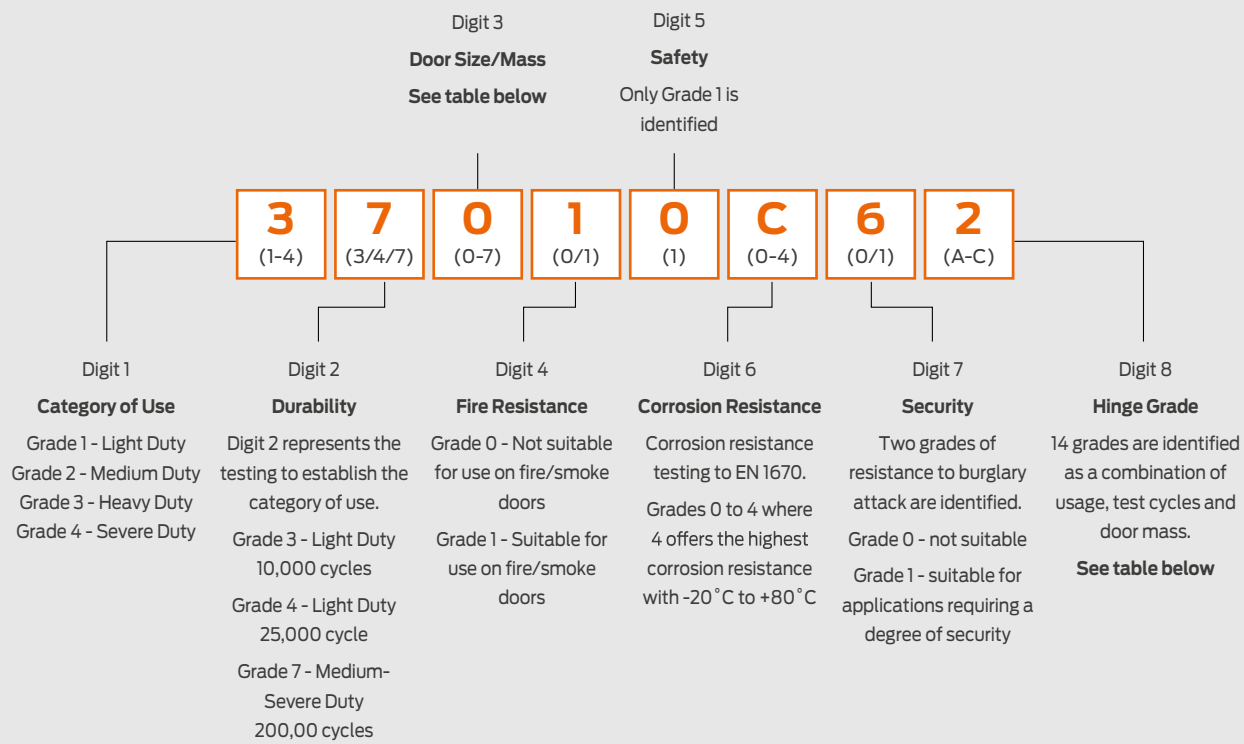 Digit 3
Door Size/Mass
See table below
Digit 5
Safety
Only Grade 1 is
identified
3 7 0 1 0 C 6 2
(1-4) (3/4/7) (0-7) (0/1) (1) (0-4) (0/1) (A-C)
Digit 1
Category of Use
Grade 1 - Light Duty
Grade 2 - Medium Duty
Grade 3 - Heavy Duty
Grade 4 - Severe Duty
Digit 2
Durability
Digit 2 represents the
testing to establish the
category of use.
Grade 3 - Light Duty
10,000 cycles
Grade 4 - Light Duty
25,000 cycle
Grade 7 - Medium-
Severe Duty
200,00 cycles
Digit 4
Fire Resistance
Grade 0 - Not suitable
for use on fire/smoke
doors
Grade 1 - Suitable for
use on fire/smoke
doors
Digit 6
Corrosion Resistance
Corrosion resistance
testing to EN 1670.
Grades 0 to 4 where
4 offers the highest
corrosion resistance
with -20˚C to +80˚C
Digit 7
Security
Two grades of
resistance to burglary
attack are identified.
Grade 0 - not suitable
Grade 1 - suitable for
applications requiring a
degree of security
Digit 8
Hinge Grade
14 grades are identified
as a combination of
usage, test cycles and
door mass.
See table below